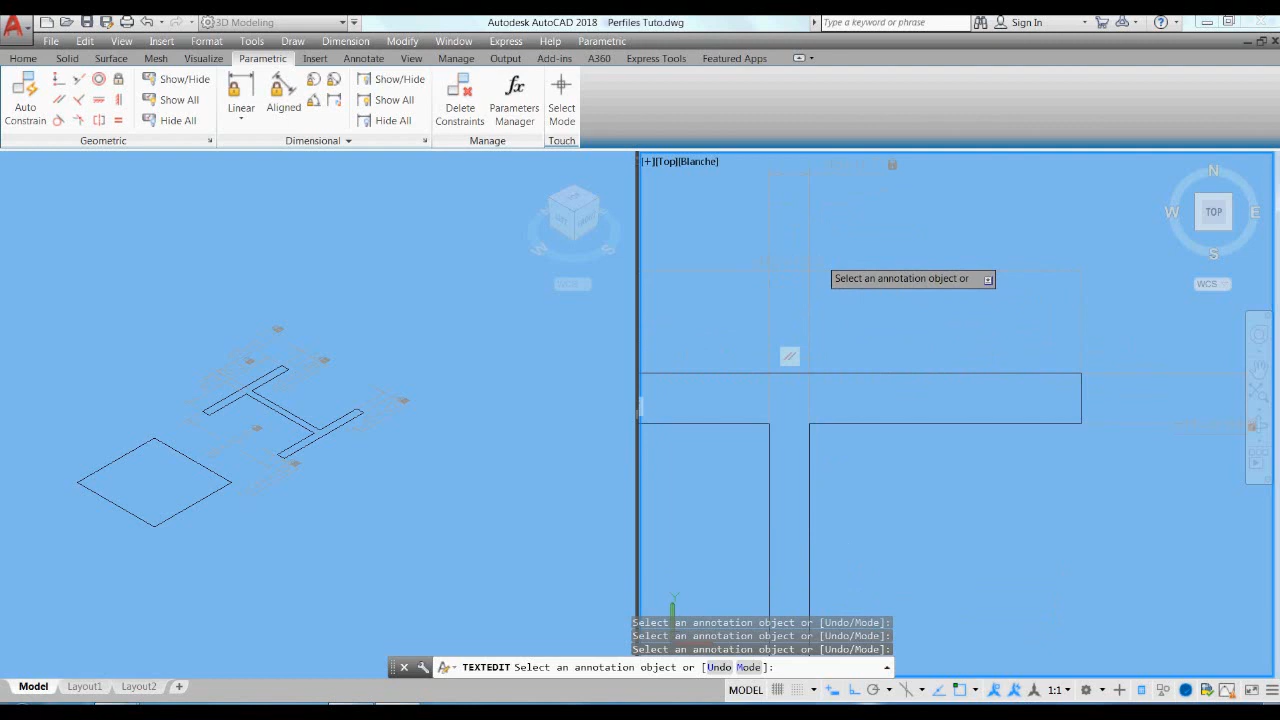 3D Modeling
Autodesk AutoCAD 2018 Perfiles Tuto.dwg
Type a keyword or phrase
Sign In
File Edit View Insert Format Tools Draw Dimension Modify Window Express Help Parametric
Home Solid Surface Mesh Visualize Parametric Insert Annotate View Manage Output Add-ins A360 Express Tools Featured Apps
Auto
Constrain
Show/Hide
Show All
Hide All
Geometric
Linear
Aligned
Show/Hide
Show All
Hide All
Dimensional
Delete
Constraints
fx
Parameters
Manager
Manage
Select
Mode
Touch
[+][Top][Blanche]
N
W TOP E
S
WCS
W S
WCS
Select an annotation object or
Y
Select an annotation object or [Undo/Mode]:
Select an annotation object or [Undo/Mode]:
Select an annotation object or [Undo/Mode]:
TEXTEDIT Select an annotation object or [Undo Mode]:
Model Layout1 Layout2 +
MODEL
1:1